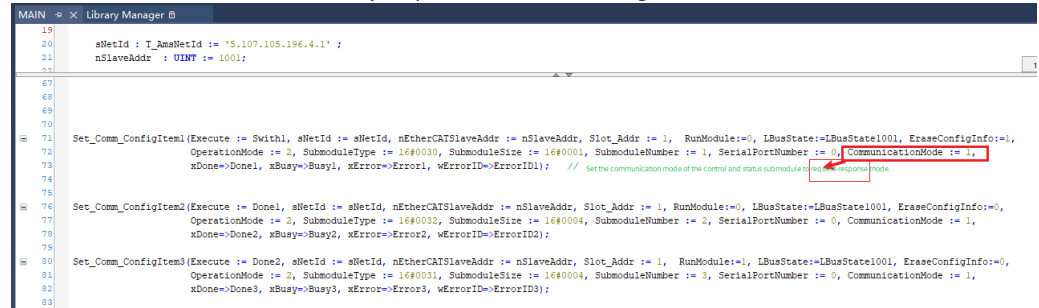 MAIN Library Manager
19
20 sNetId : T_AmsNetId := '5.107.105.196.4.1' ;
21 nSlaveAddr : UINT := 1001;
22
67
68
69
70
71 Set_Comm_ConfigItem1(Execute := Swith1, sNetId := sNetId, nEtherCATSlaveAddr := nSlaveAddr, Slot_Addr := 1, RunModule:=0, LBusState:=LBusState1001, EraseConfigInfo:=1,
72 OperationMode := 2, SubmoduleType := 16#0030, SubmoduleSize := 16#0001, SubmoduleNumber := 1, SerialPortNumber := 0, CommunicationMode := 1,
73 xDone=>Done1, xBusy=>Busy1, xError=>Error1, wErrorID=>ErrorID1); // Set the communication mode of the control and status submodule to request-response mode.
74
75
76 Set_Comm_ConfigItem2(Execute := Done1, sNetId := sNetId, nEtherCATSlaveAddr := nSlaveAddr, Slot_Addr := 1, RunModule:=0, LBusState:=LBusState1001, EraseConfigInfo:=0,
77 OperationMode := 2, SubmoduleType := 16#0032, SubmoduleSize := 16#0004, SubmoduleNumber := 2, SerialPortNumber := 0, CommunicationMode := 1,
78 xDone=>Done2, xBusy=>Busy2, xError=>Error2, wErrorID=>ErrorID2);
79
80 Set_Comm_ConfigItem3(Execute := Done2, sNetId := sNetId, nEtherCATSlaveAddr := nSlaveAddr, Slot_Addr := 1, RunModule:=1, LBusState:=LBusState1001, EraseConfigInfo:=0,
81 OperationMode := 2, SubmoduleType := 16#0031, SubmoduleSize := 16#0004, SubmoduleNumber := 3, SerialPortNumber := 0, CommunicationMode := 1,
82 xDone=>Done3, xBusy=>Busy3, xError=>Error3, wErrorID=>ErrorID3);
83